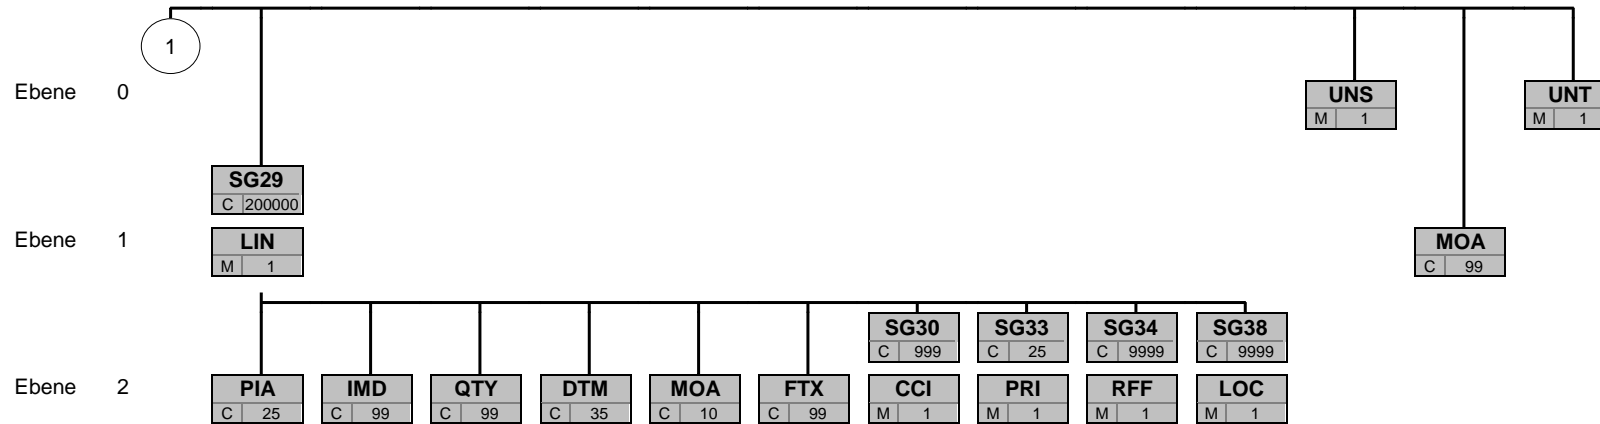 1
Ebene 0
UNS
UNT
M 1
M 1
SG29
C 200000
Ebene 1
LIN
MOA
M 1
C 99
SG30
SG33
SG34
SG38
C 999
C 25
C 9999
C 9999
Ebene 2
PIA
IMD
QTY
DTM
MOA
FTX
CCI
PRI
RFF
LOC
C 25
C 99
C 99
C 35
C 10
C 99
M 1
M 1
M 1
M 1